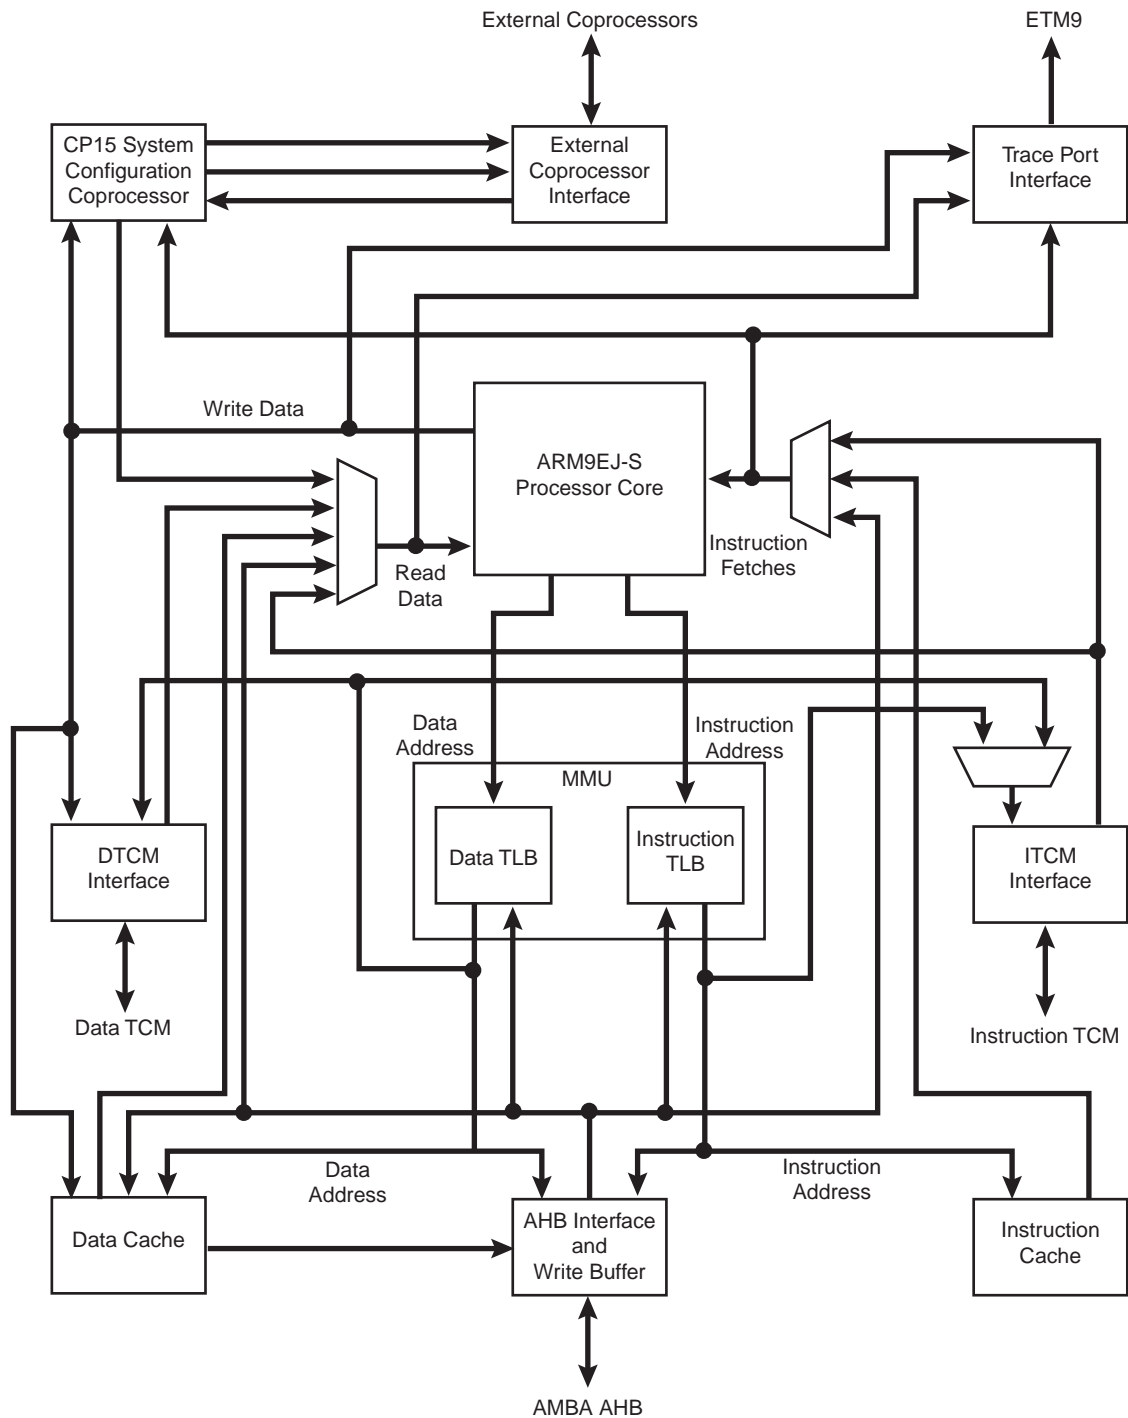 External Coprocessors
ETM9
CP15 System
Configuration
Coprocessor
External
Coprocessor
Interface
Trace Port
Interface
Write Data
ARM9EJ-S
Processor Core
Instruction
Fetches
Read
Data
Data
Address
Instruction
Address
MMU
DTCM
Interface
Data TLB
Instruction
TLB
ITCM
Interface
Data TCM
Instruction TCM
Data
Address
Instruction
Address
Data Cache
AHB Interface
and
Write Buffer
Instruction
Cache
AMBA AHB